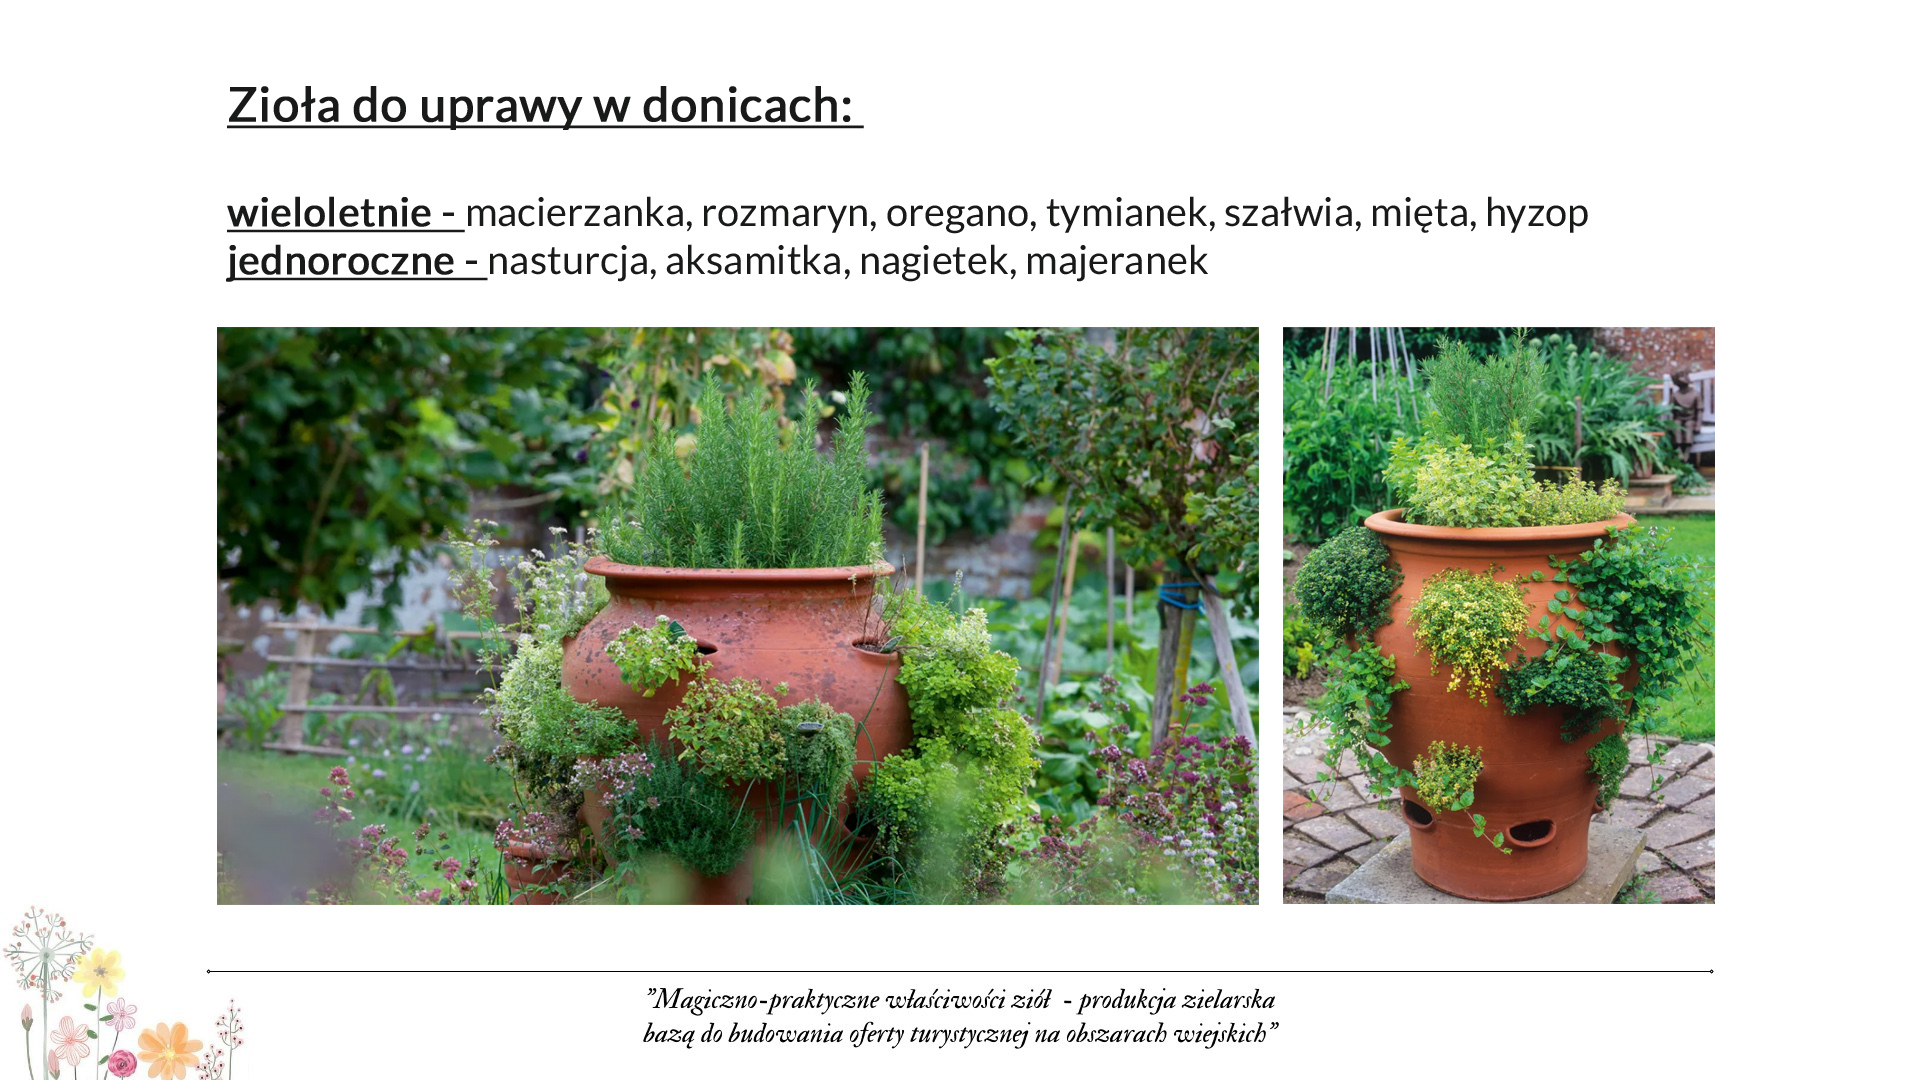 Zioła do uprawy w donicach:
wieloletnie - macierzanka, rozmaryn, oregano, tymianek, szałwia, mięta, hyzop
jednoroczne - nasturcja, aksamitka, nagietek, majeranek
”Magiczno-praktyczne właściwości ziół - produkcja zielarska
bazą do budowania oferty turystycznej na obszarach wiejskich”